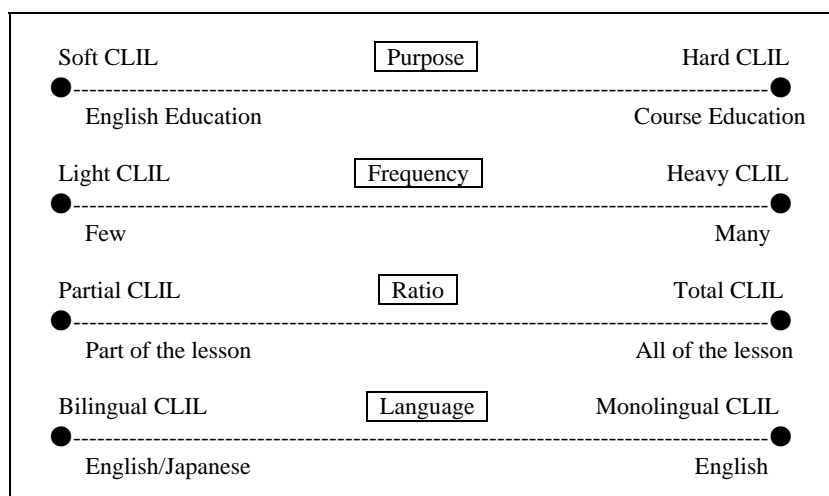 Soft CLIL Purpose Hard CLIL
English Education Course Education
Light CLIL Frequency Heavy CLIL
Few Many
Partial CLIL Ratio Total CLIL
Part of the lesson All of the lesson
Bilingual CLIL Language Monolingual CLIL
English/Japanese English